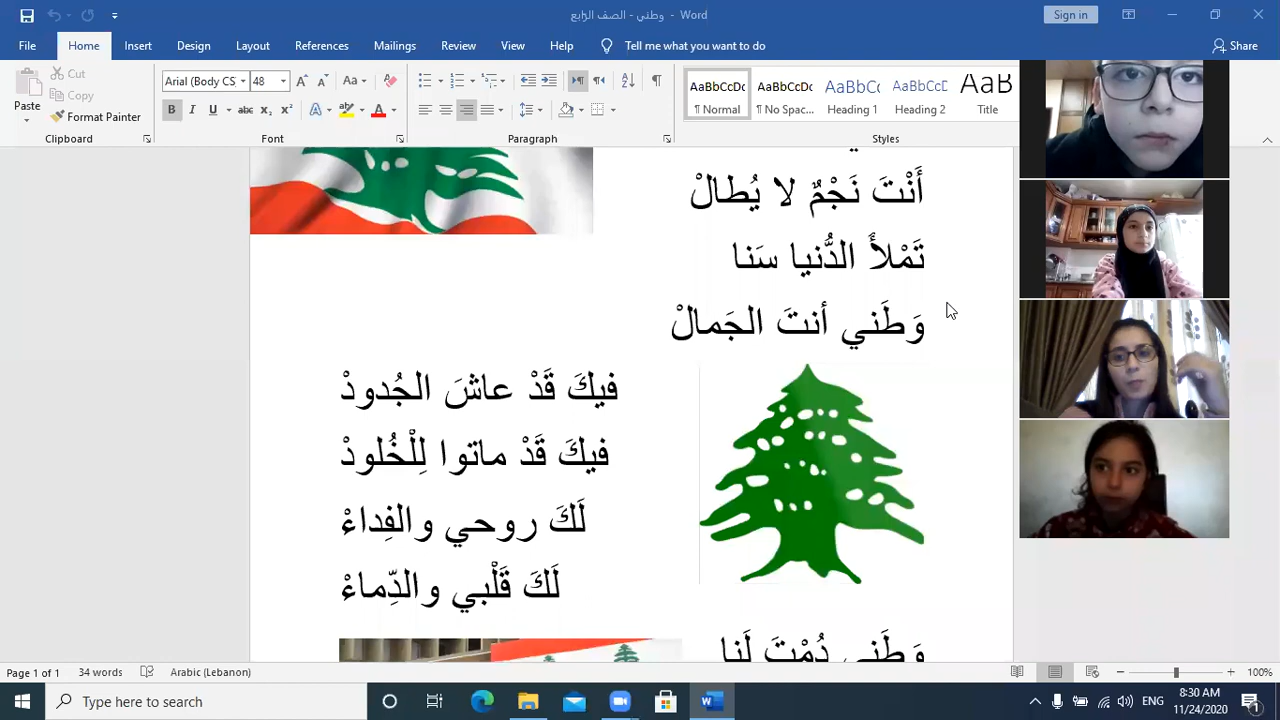 وطني - الصف الرابع - Word
Sign in
File Home Insert Design Layout References Mailings Review View Help Tell me what you want to do Share
Paste
Cut
Copy
Format Painter
Clipboard
Arial (Body CS 48
Font
Paragraph
AaBbCcDc AaBbCcDc AaBbCc AaBbCcD AaB
¶ Normal ¶ No Spac... Heading 1 Heading 2 Title
Styles
أَنْتَ نَجْمٌ لا يُطالْ
تَمْلأُ الدُّنيا سَنا
وَطَني أنتَ الجَمالْ
فيكَ قَدْ عاشَ الجُدودْ
فيكَ قَدْ ماتوا لِلْخُلودْ
لَكَ روحي والفِداءْ
لَكَ قَلْبي والدِّماءْ
وَطَني دُمْتَ لَنا
Page 1 of 1 34 words Arabic (Lebanon) 100%
Type here to search
ENG
8:30 AM
11/24/2020